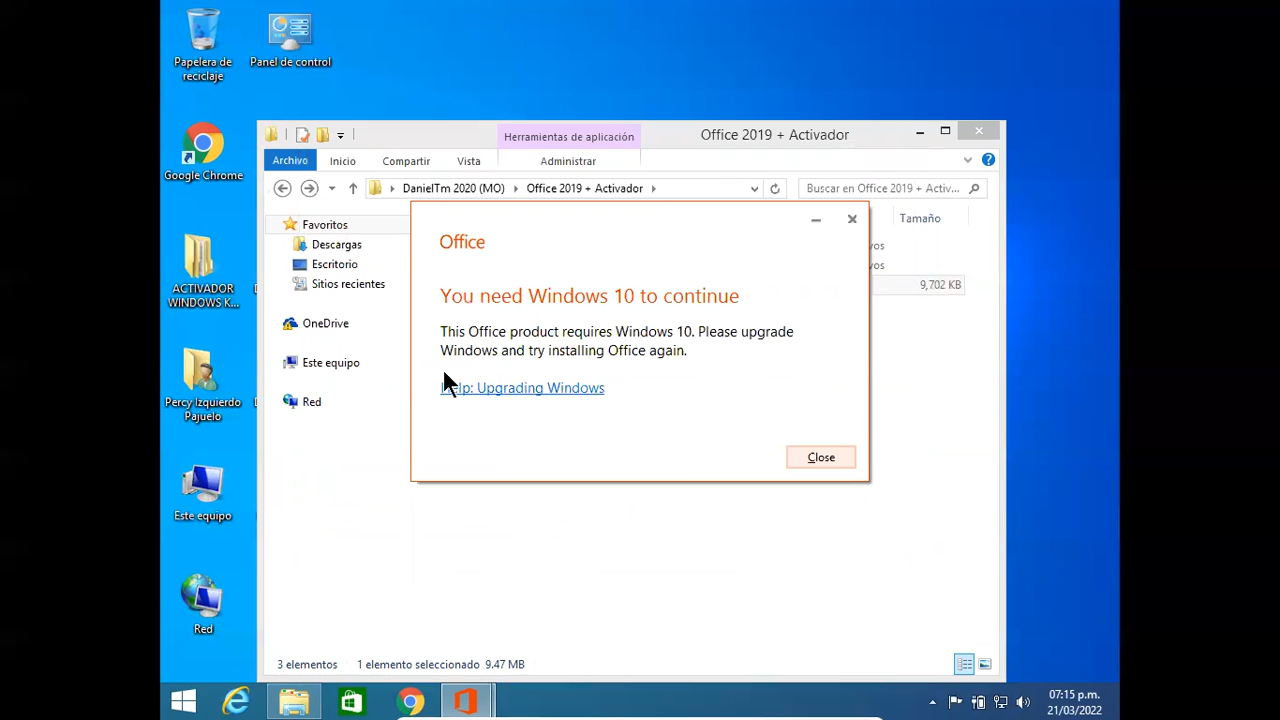 Papelera de
reciclaje
Panel de control
Google Chrome
ACTIVADOR
WINDOWS K...
Percy Izquierdo
Pajuelo
Este equipo
Red
Herramientas de aplicación
Office 2019 + Activador
Archivo
Inicio
Compartir
Vista
Administrar
DanielTm 2020 (MO)
Office 2019 + Activador
Buscar en Office 2019 + Activ...
Favoritos
Descargas
Escritorio
Sitios recientes
OneDrive
Este equipo
Red
Tamaño
9,702 KB
Office
You need Windows 10 to continue
This Office product requires Windows 10. Please upgrade
Windows and try installing Office again.
Upgrading Windows
Close
3 elementos
1 elemento seleccionado 9.47 MB
07:15 p.m.
21/03/2022